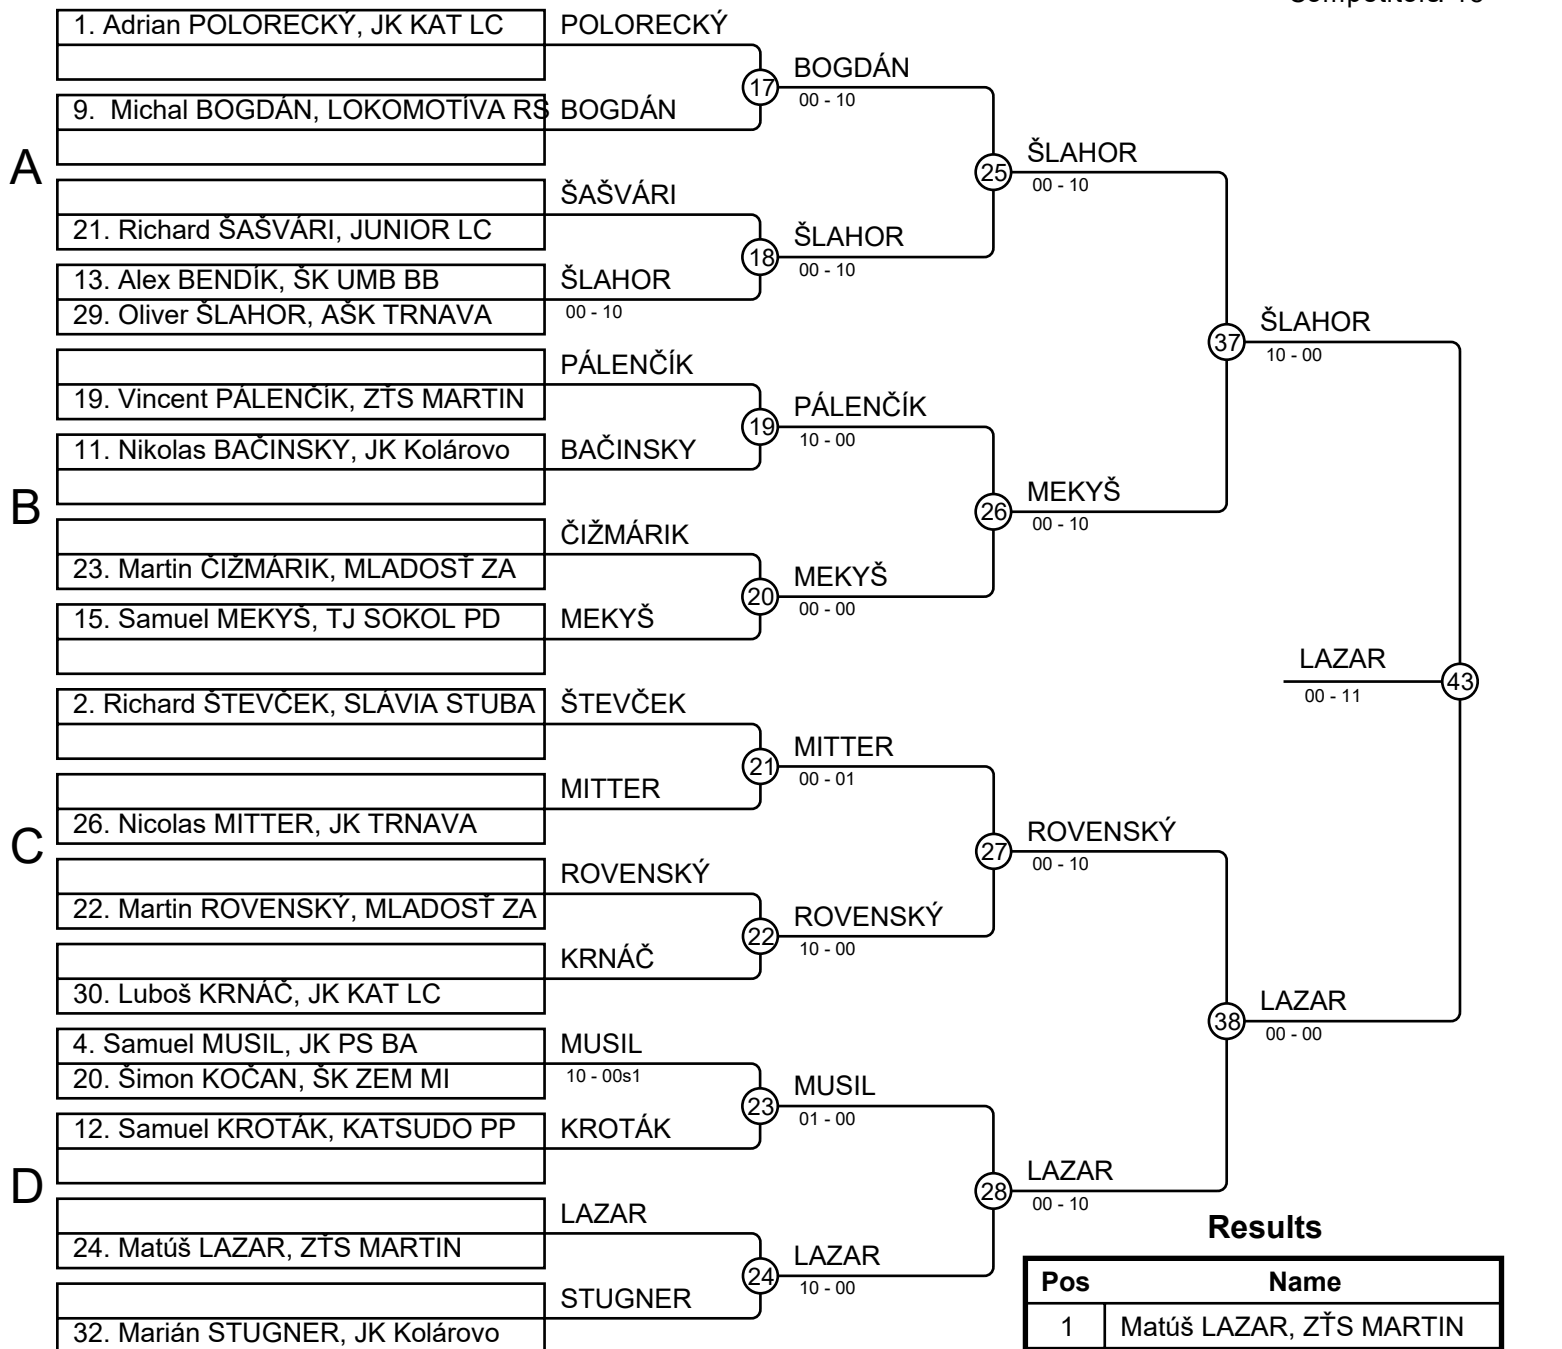 1. Adrian POLORECKÝ, JK KAT LC
POLORECKÝ
17
BOGDÁN
00 - 10
9. Michal BOGDÁN, LOKOMOTÍVA RS
BOGDÁN
A
25
ŠLAHOR
00 - 10
ŠAŠVÁRI
21. Richard ŠAŠVÁRI, JUNIOR LC
18
ŠLAHOR
00 - 10
13. Alex BENDÍK, ŠK UMB BB
29. Oliver ŠLAHOR, AŠK TRNAVA
ŠLAHOR
00 - 10
37
ŠLAHOR
10 - 00
PÁLENČÍK
19. Vincent PÁLENČÍK, ZŤS MARTIN
19
PÁLENČÍK
10 - 00
11. Nikolas BAČINSKY, JK Kolárovo
BAČINSKY
B
26
MEKYŠ
00 - 10
ČIŽMÁRIK
23. Martin ČIŽMÁRIK, MLADOSŤ ZA
20
MEKYŠ
00 - 00
15. Samuel MEKYŠ, TJ SOKOL PD
MEKYŠ
LAZAR
00 - 11
43
2. Richard ŠTEVČEK, SLÁVIA STUBA
ŠTEVČEK
21
MITTER
00 - 01
MITTER
26. Nicolas MITTER, JK TRNAVA
C
27
ROVENSKÝ
00 - 10
ROVENSKÝ
22. Martin ROVENSKÝ, MLADOSŤ ZA
22
ROVENSKÝ
10 - 00
KRNÁČ
30. Luboš KRNÁČ, JK KAT LC
38
LAZAR
00 - 00
4. Samuel MUSIL, JK PS BA
20. Šimon KOČAN, ŠK ZEM MI
MUSIL
10 - 00s1
23
MUSIL
01 - 00
12. Samuel KROTÁK, KATSUDO PP
KROTÁK
D
28
LAZAR
00 - 10
LAZAR
24. Matúš LAZAR, ZŤS MARTIN
24
LAZAR
10 - 00
STUGNER
32. Marián STUGNER, JK Kolárovo
Results
Pos Name
1 Matúš LAZAR, ZŤS MARTIN